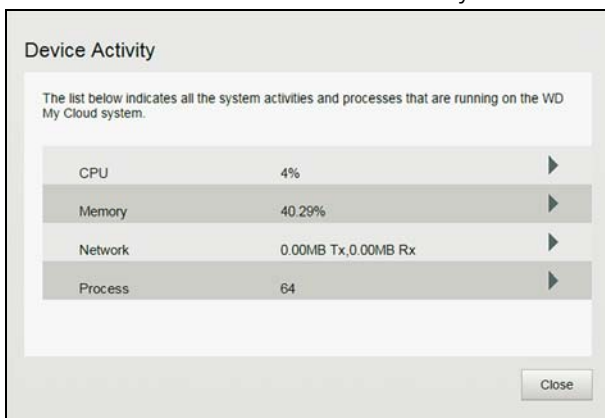 Device Activity
The list below indicates all the system activities and processes that are running on the WD
My Cloud system.
CPU 4%
Memory 40.29%
Network 0.00MB Tx,0.00MB Rx
Process 64
Close